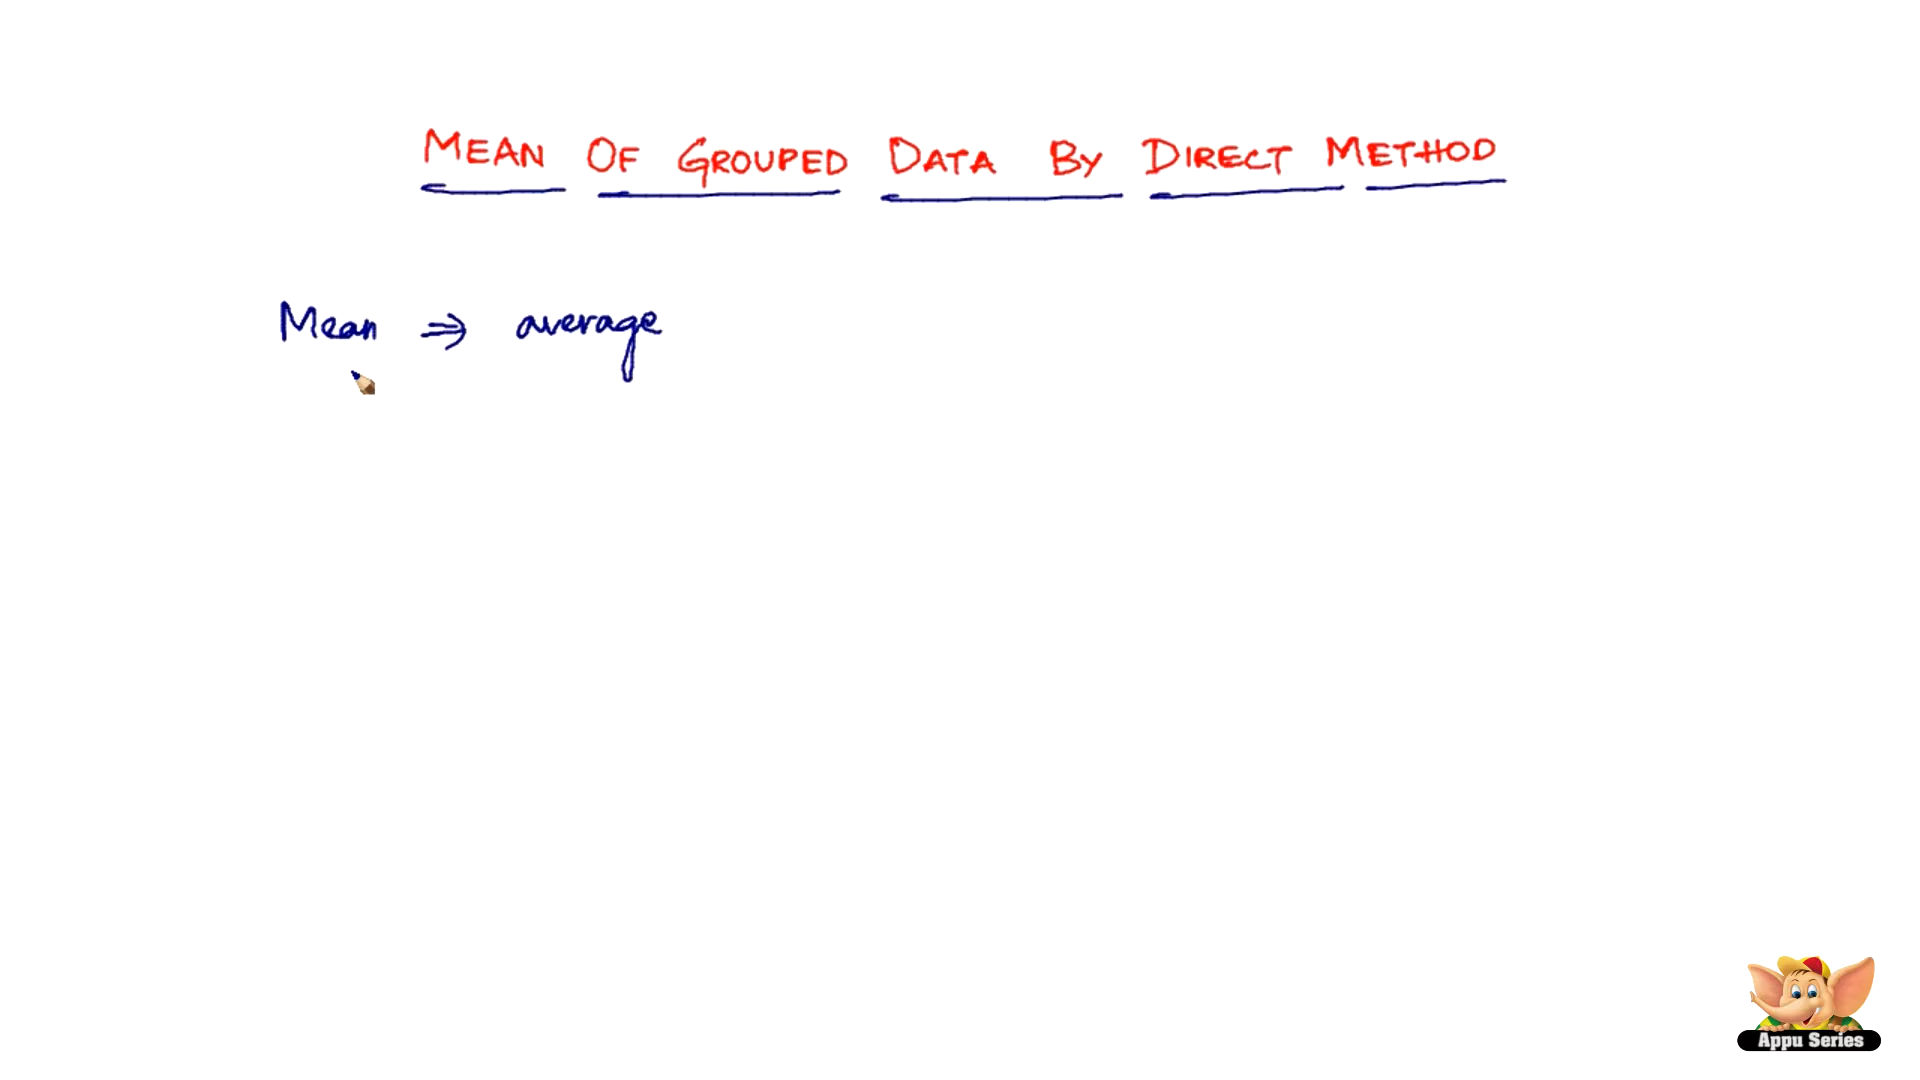 MEAN OF GROUPED DATA BY DIRECT METHOD
Mean ⇒ average
Appu Series